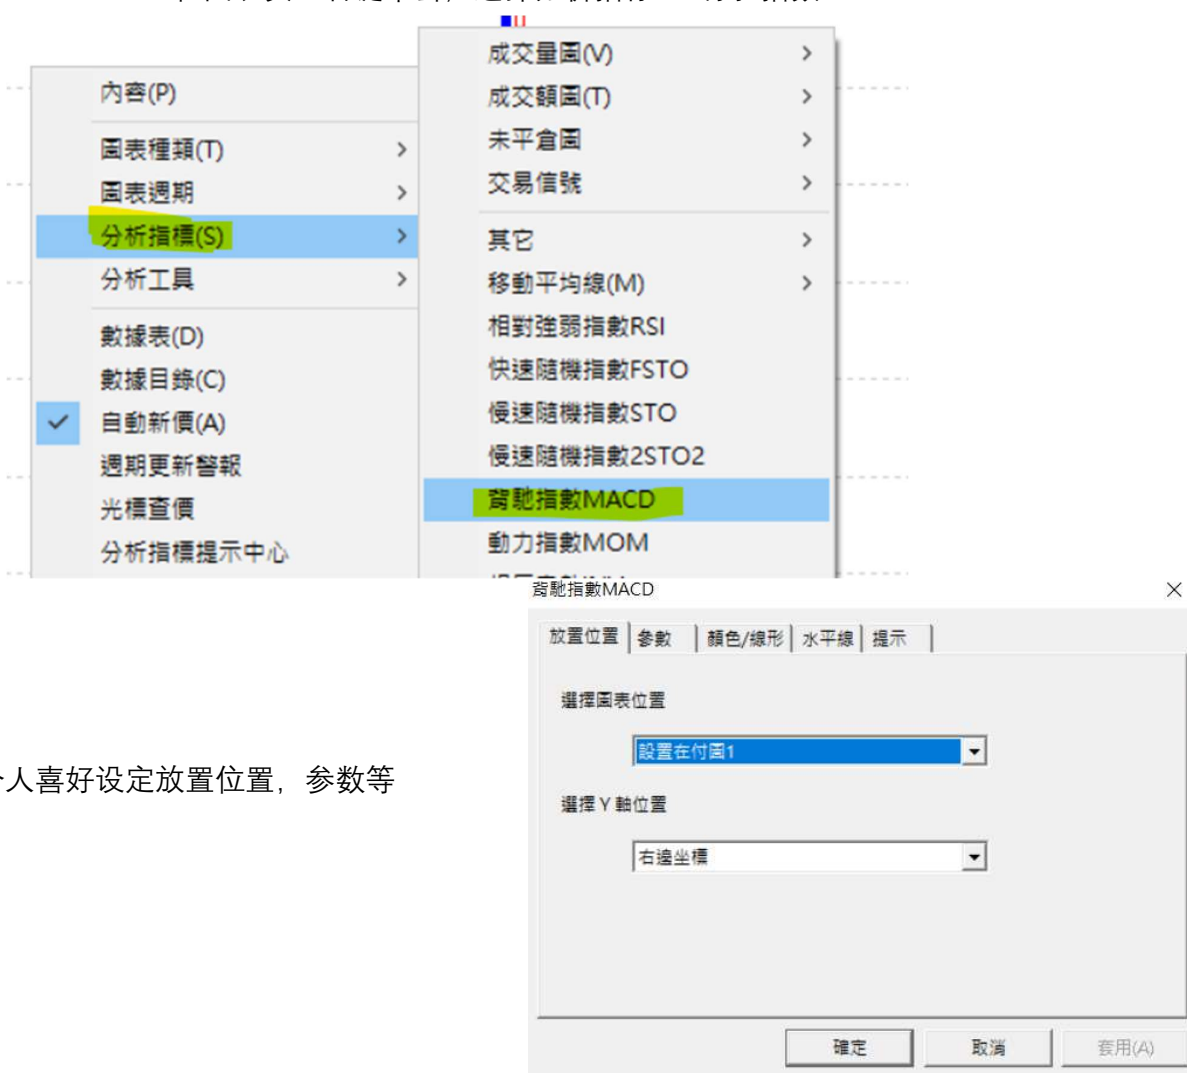 內容(P)
圖表種類(T)
圖表週期
分析指標(S)
分析工具
數據表(D)
數據目錄(C)
自動新價(A)
週期更新警報
光標查價
分析指標提示中心
成交量圖(V)
成交額圖(T)
未平倉圖
交易信號
其它
移動平均線(M)
相對強弱指數RSI
快速隨機指數FSTO
慢速隨機指數STO
慢速隨機指數2STO2
背馳指數MACD
動力指數MOM
人喜好设定放置位置，参数等
背馳指數MACD
放置位置 參數 顏色/線形 水平線 提示
選擇圖表位置
設置在付圖1
選擇 Y 軸位置
右邊坐標
確定 取消 套用(A)